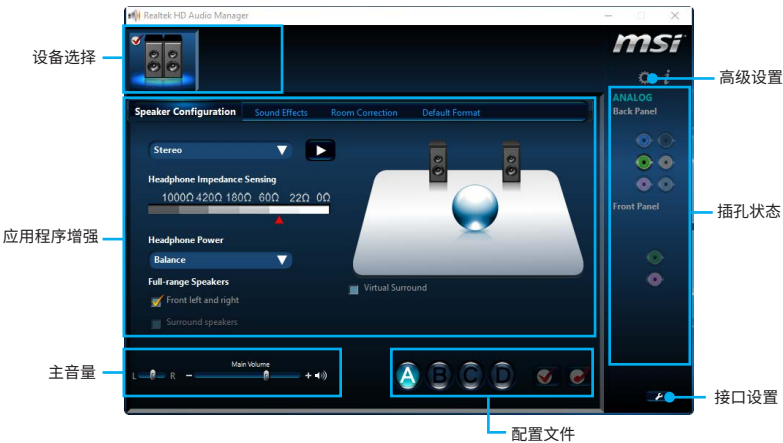 Realtek HD Audio Manager
msi
设备选择
高级设置
ANALOG
Back Panel
Speaker Configuration Sound Effects Room Correction Default Format
Stereo
Headphone Impedance Sensing
1000Ω 420Ω 180Ω 60Ω 22Ω 0Ω
Front Panel
插孔状态
应用程序增强
Headphone Power
Balance
Full-range Speakers
Virtual Surround
Front left and right
Surround speakers
主音量
Main Volume
L R - +
A B C D
接口设置
配置文件